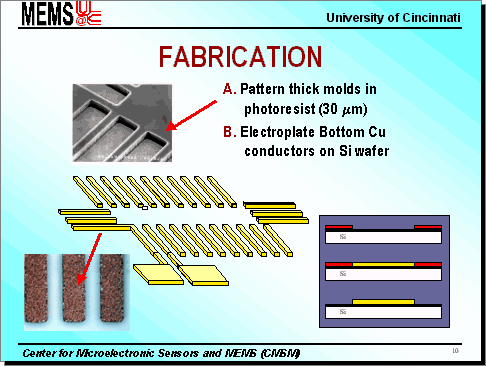 MEMS UC@C
University of Cincinnati
FABRICATION
A. Pattern thick molds in
photoresist (30 µm)
B. Electroplate Bottom Cu
conductors on Si wafer
Si
Si
Si
Center for Microelectronic Sensors and MEMS (CMSM)
10